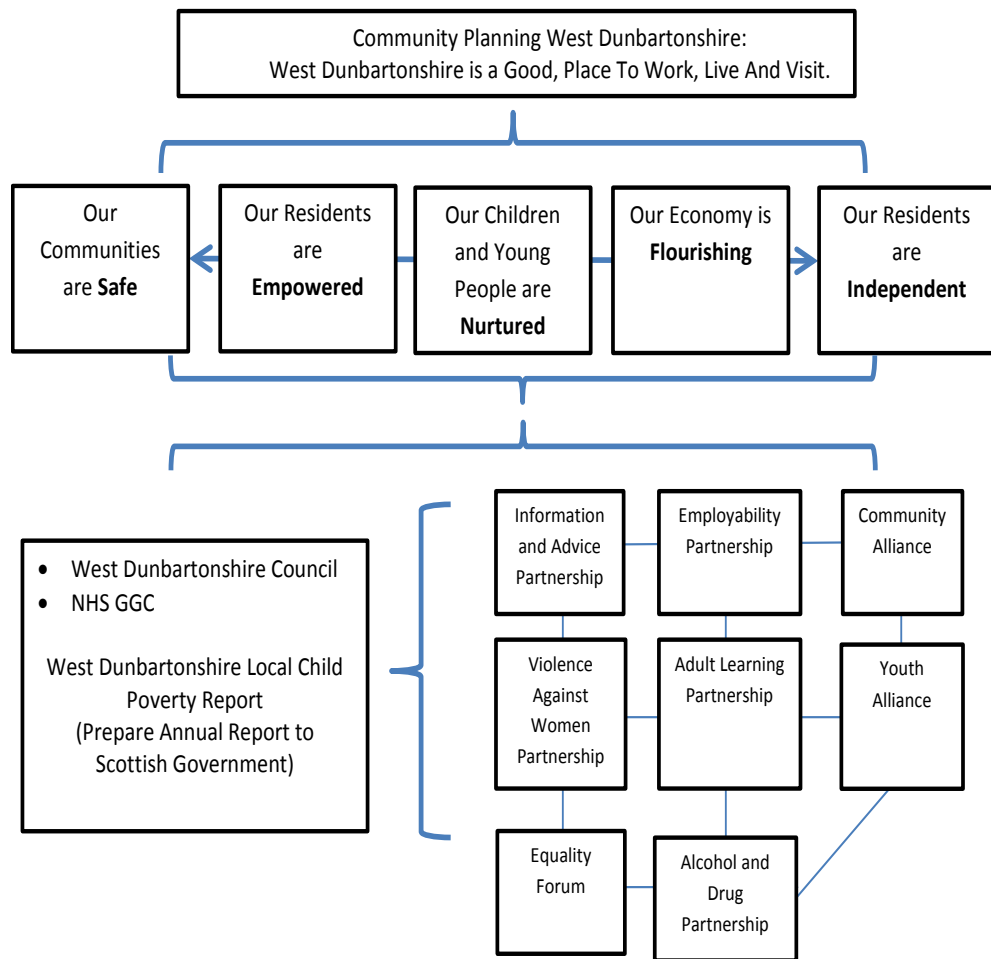 Community Planning West Dunbartonshire:
West Dunbartonshire is a Good, Place To Work, Live And Visit.
Our
Communities
are Safe
Our Residents
are
Empowered
Our Children
and Young
People are
Nurtured
Our Economy is
Flourishing
Our Residents
are
Independent
• West Dunbartonshire Council
• NHS GGC
West Dunbartonshire Local Child
Poverty Report
(Prepare Annual Report to
Scottish Government)
Information
and Advice
Partnership
Employability
Partnership
Community
Alliance
Violence
Against
Women
Partnership
Adult Learning
Partnership
Youth
Alliance
Equality
Forum
Alcohol and
Drug
Partnership